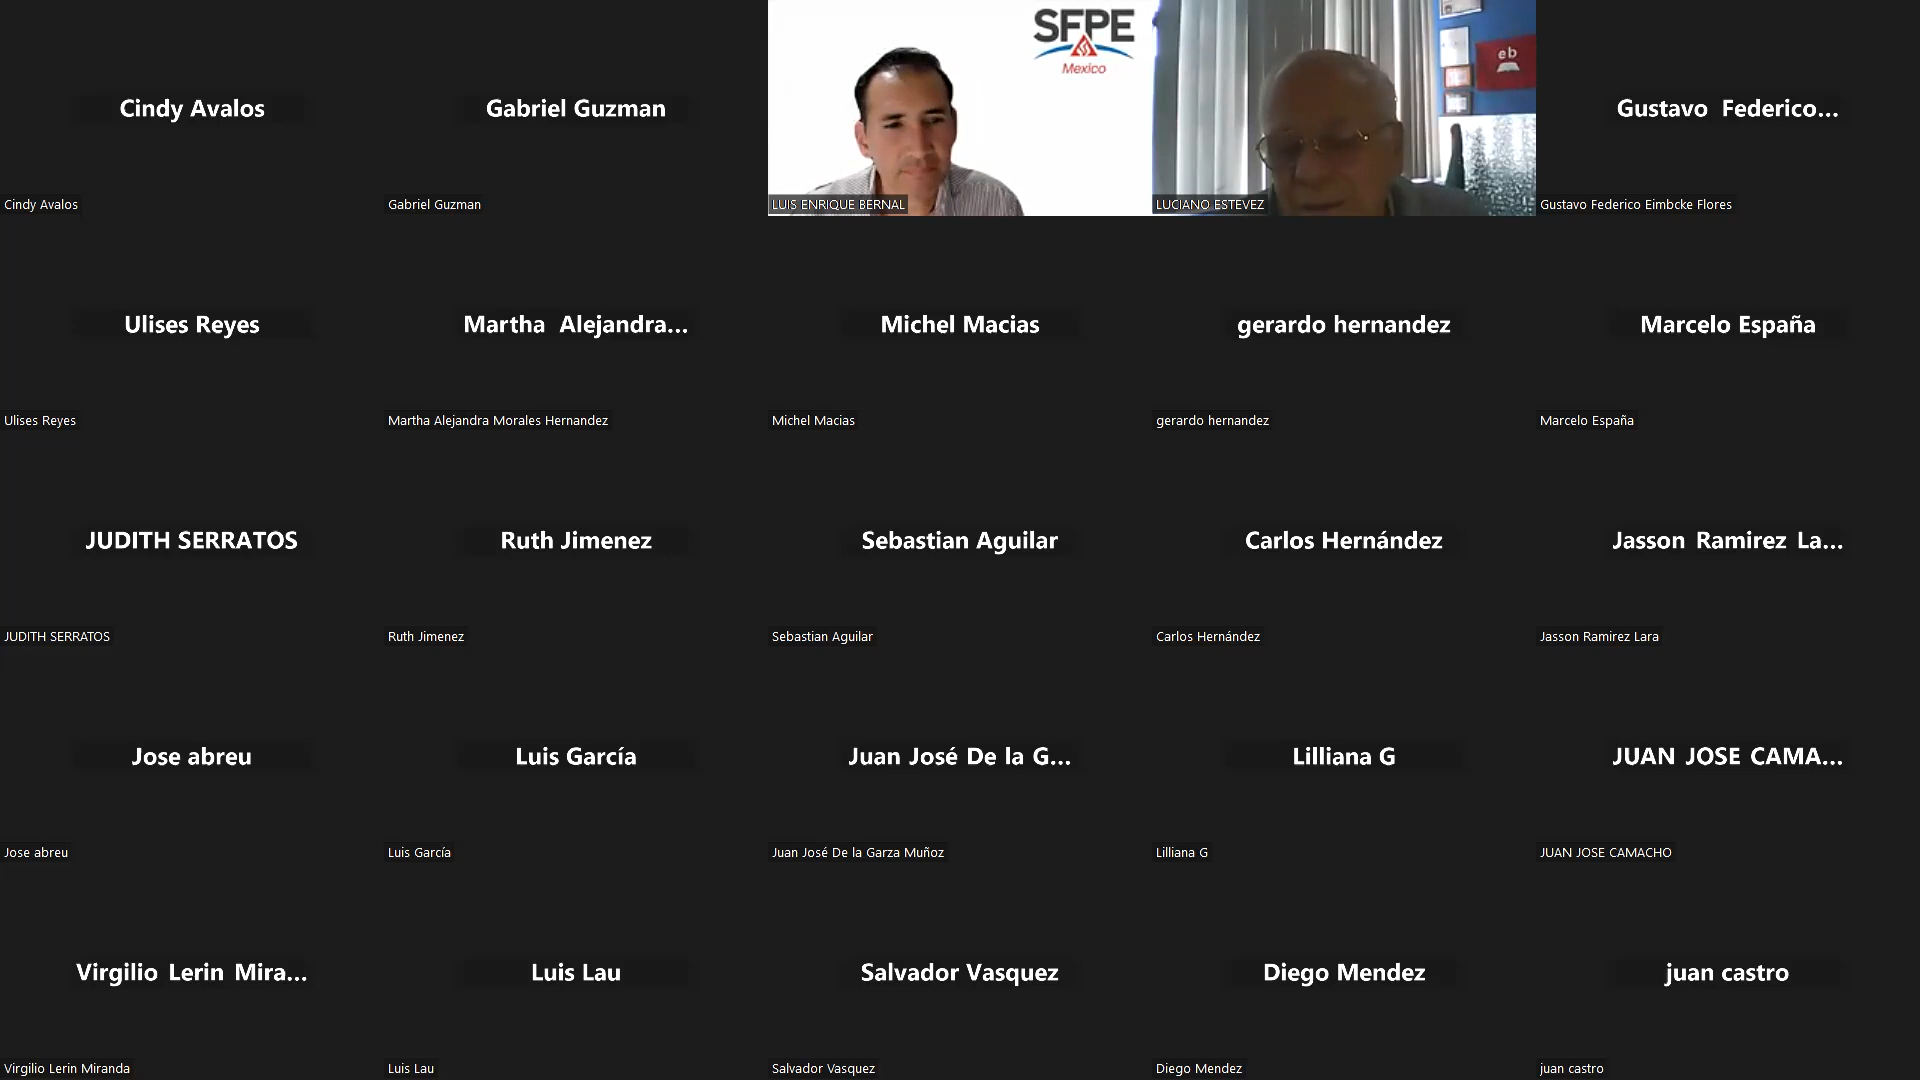 SFPE
Mexico
eb
Cindy Avalos
Gabriel Guzman
Gustavo Federico...
Cindy Avalos
Gabriel Guzman
LUIS ENRIQUE BERNAL
LUCIANO ESTEVEZ
Gustavo Federico Eimbcke Flores
Ulises Reyes
Martha Alejandra...
Michel Macias
gerardo hernandez
Marcelo España
Ulises Reyes
Martha Alejandra Morales Hernandez
Michel Macias
gerardo hernandez
Marcelo España
JUDITH SERRATOS
Ruth Jimenez
Sebastian Aguilar
Carlos Hernández
Jasson Ramirez La...
JUDITH SERRATOS
Ruth Jimenez
Sebastian Aguilar
Carlos Hernández
Jasson Ramirez Lara
Jose abreu
Luis García
Juan José De la G...
Lilliana G
JUAN JOSE CAMA...
Jose abreu
Luis García
Juan José De la Garza Muñoz
Lilliana G
JUAN JOSE CAMACHO
Virgilio Lerin Mira...
Luis Lau
Salvador Vasquez
Diego Mendez
juan castro
Virgilio Lerin Miranda
Luis Lau
Salvador Vasquez
Diego Mendez
juan castro